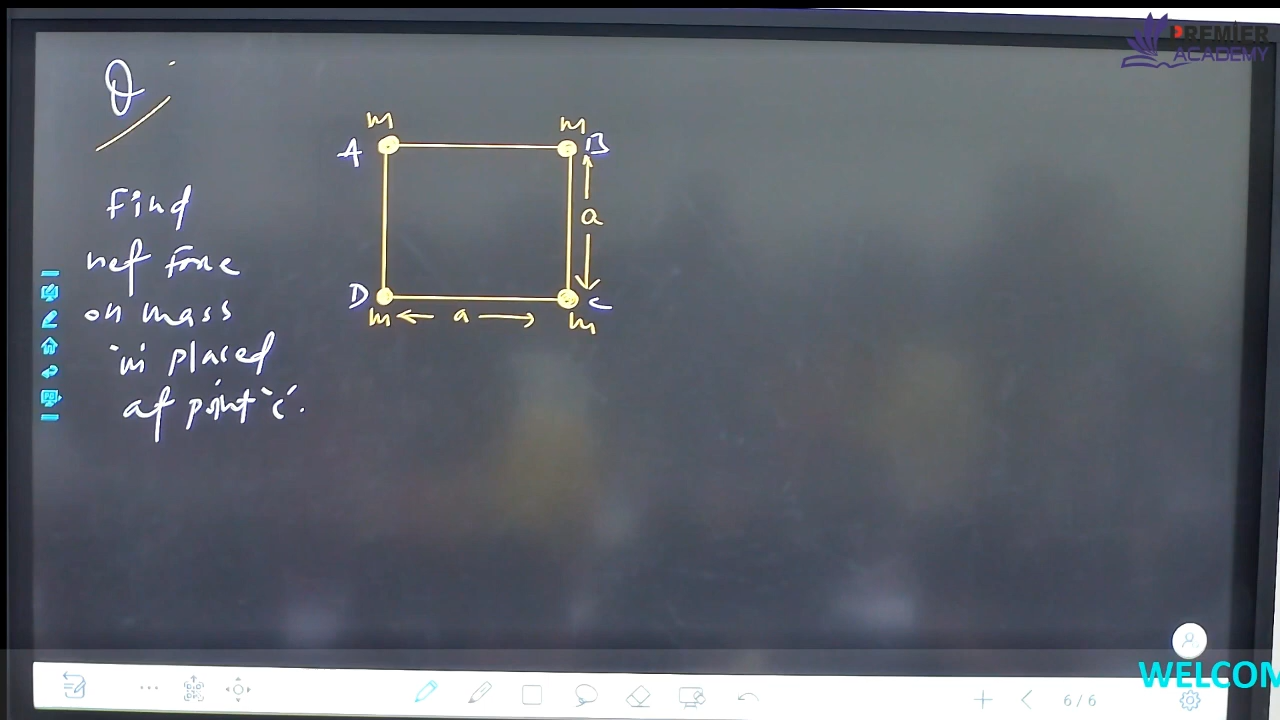 PREMIER
ACADEMY
Q
Find
net Force
on mass
'm' placed
at point 'c'.
m
m
A
B
a
D
C
m
a
m
6/6
WELCOM